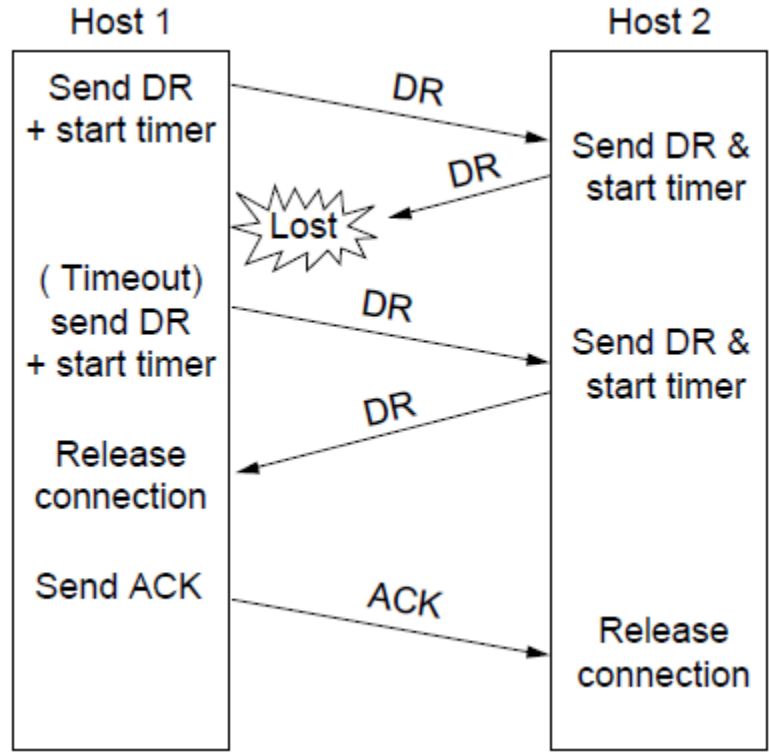 Host 1
Host 2
Send DR
+ start timer
DR
Send DR &
start timer
DR
Lost
( Timeout)
send DR
+ start timer
DR
Send DR &
start timer
DR
Release
connection
Send ACK
ACK
Release
connection